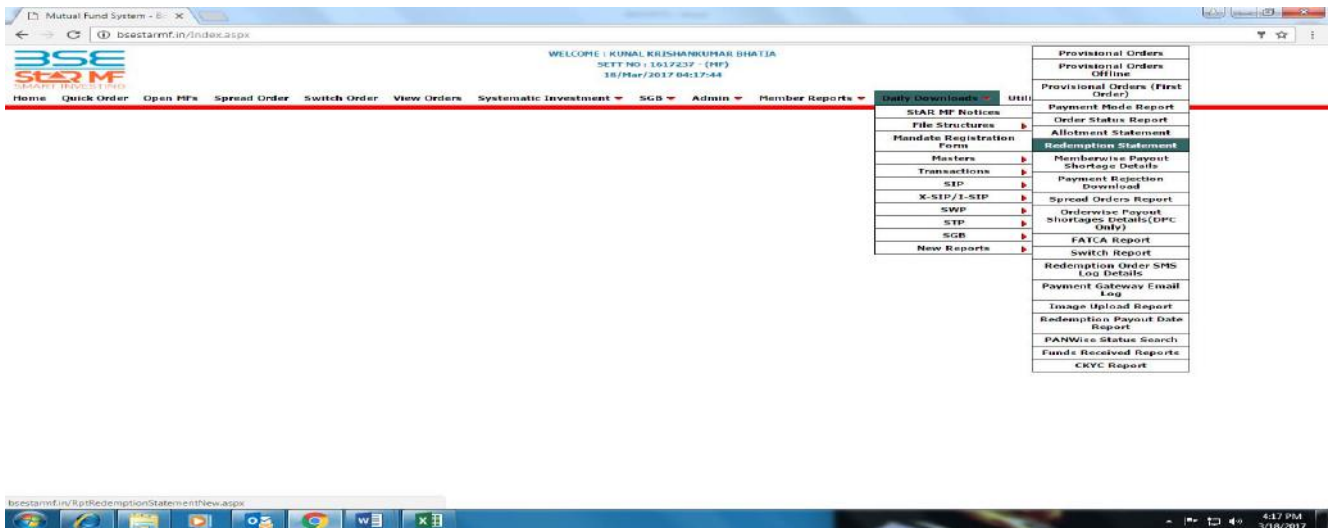 Mutual Fund System - B
bsestarmf.in/Index.aspx
BSE
StAR MF
SMART INVESTING
WELCOME : KUNAL KRISHANKUMAR BHATIA
SETT NO : 1617237 - (MF)
18/Mar/2017 04:17:44
Home Quick Order Open MFs Spread Order Switch Order View Orders Systematic Investment SGB Admin Member Reports Daily Downloads Utili
StAR MF Notices
File Structures
Mandate Registration
Form
Masters
Transactions
SIP
X-SIP/I-SIP
SWP
STP
SGB
New Reports
Provisional Orders
Provisional Orders
Offline
Provisional Orders (First
Order)
Payment Mode Report
Order Status Report
Allotment Statement
Redemption Statement
Memberwise Payout
Shortage Details
Payment Rejection
Download
Spread Orders Report
Orderwise Payout
Shortages Details(DPC
Only)
FATCA Report
Switch Report
Redemption Order SMS
Log Details
Payment Gateway Email
Log
Image Upload Report
Redemption Payout Date
Report
PANWise Status Search
Funds Received Reports
CKYC Report
bsestarmf.in/RptRedemptionStatementNew.aspx
4:17 PM
3/18/2017